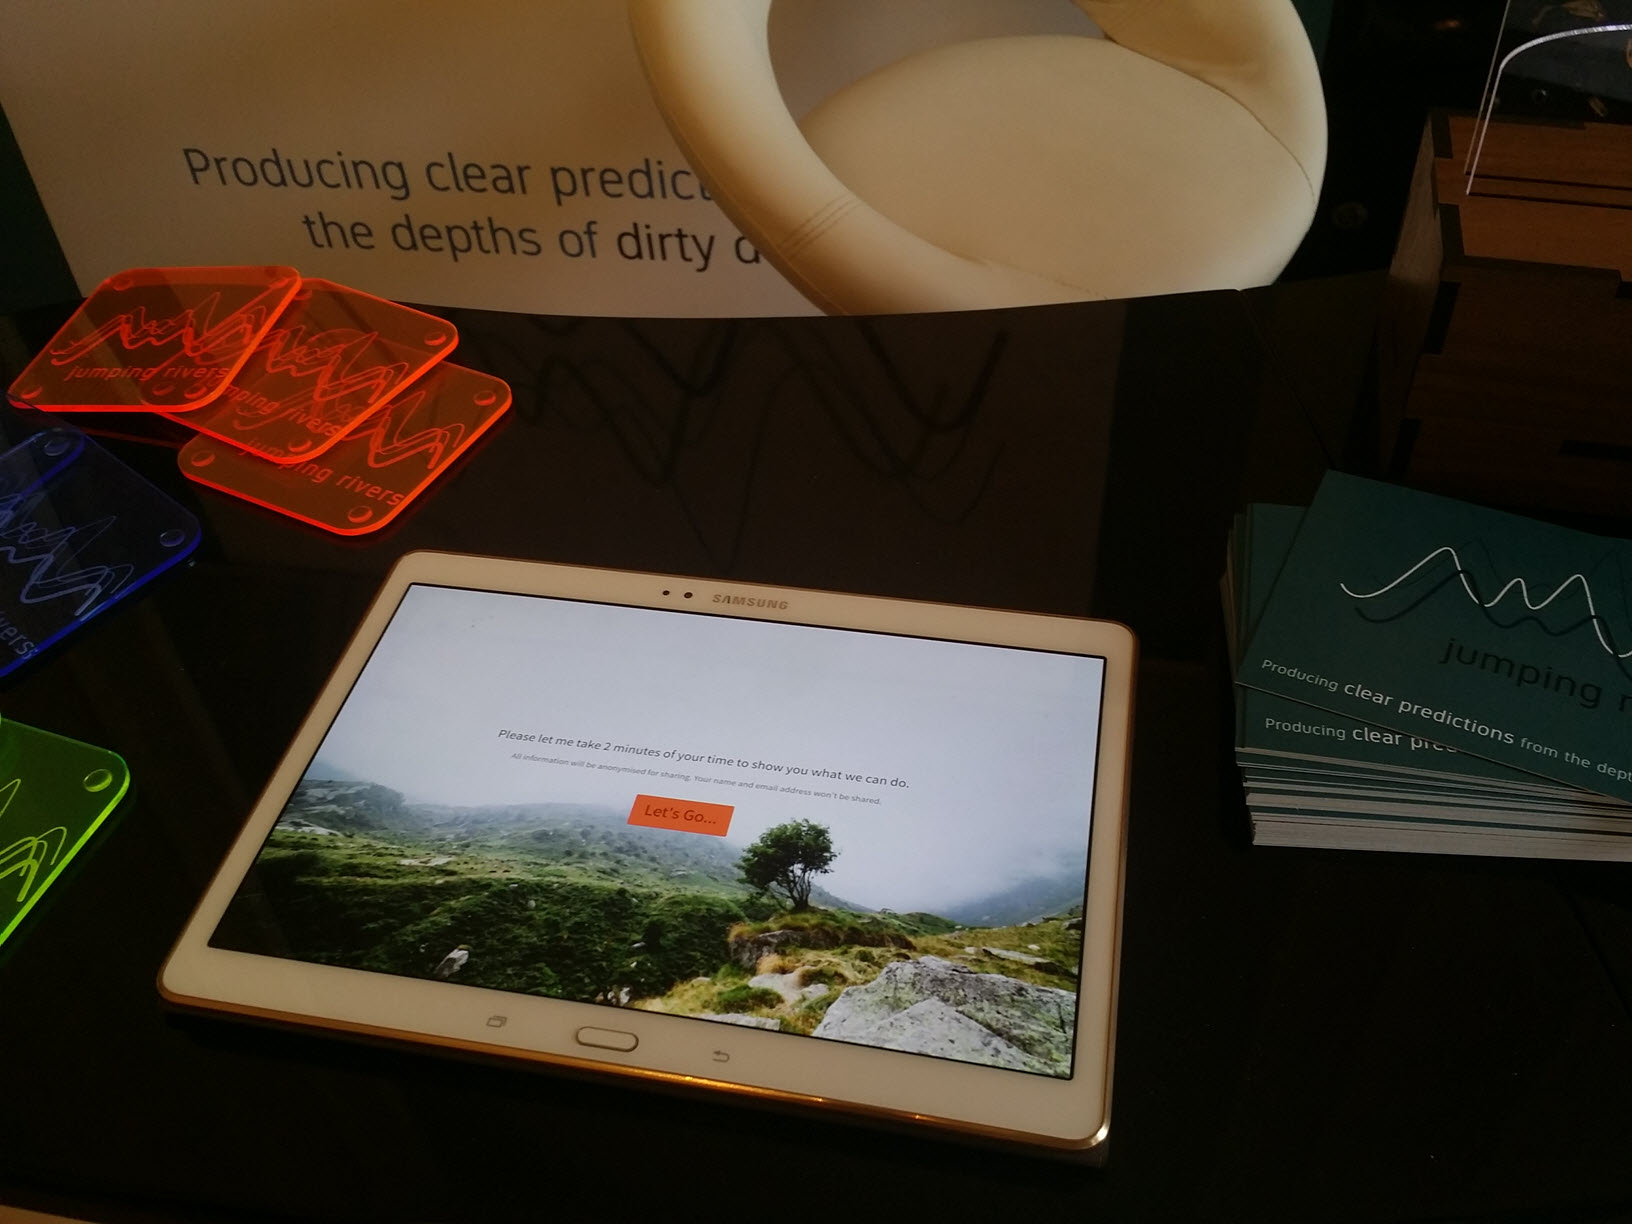 Producing clear predict
the depths of dirty d
jumping rivers
jumping rivers
jumping rivers
SAMSUNG
Please let me take 2 minutes of your time to show you what we can do.
All information will be anonymised for sharing. Your name and email address won't be shared.
Let's Go...
jumping r
Producing clear predictions from the dept
Producing clear pred